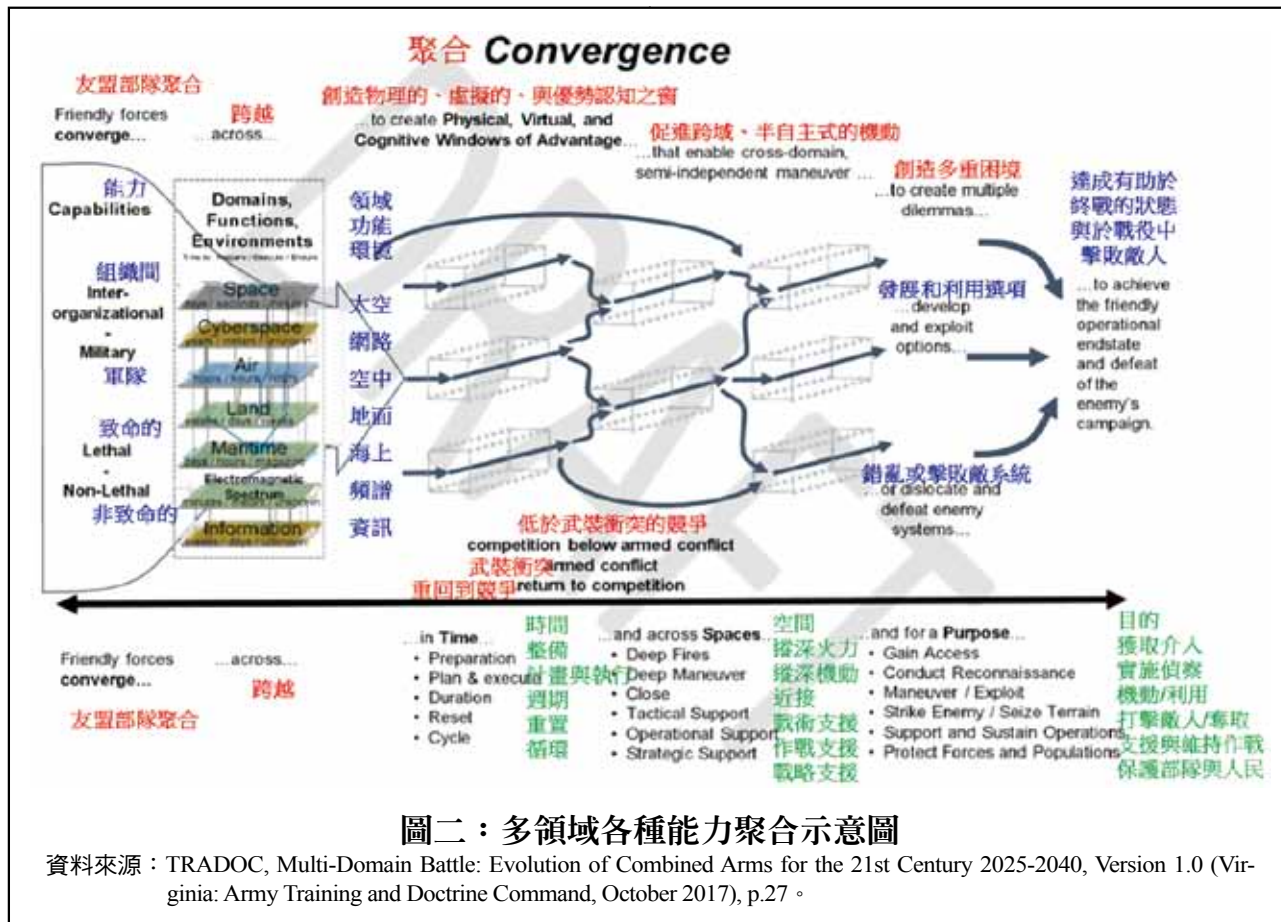 聚合 Convergence
友盟部隊聚合
Friendly forces
converge…
跨越
…across…
創造物理的、虛擬的、與優勢認知之窗
…to create Physical, Virtual, and
Cognitive Windows of Advantage…
促進跨域、半自主式的機動
…that enable cross-domain,
semi-independent maneuver …
創造多重困境
…to create multiple
dilemmas…
達成有助於
終戰的狀態
與於戰役中
擊敗敵人
…to achieve
the friendly
operational
endstate
and defeat
of the
enemy's
campaign.
能力
Capabilities
組織間
Inter-
organizational
-
Military
軍隊
致命的
Lethal
-
Non-Lethal
非致命的
Domains,
Functions,
Environments
Space
Cyberspace
Air
Land
Maritime
Electromagnetic
Spectrum
Information
領域
功能
環境
太空
網路
空中
地面
海上
頻譜
資訊
發展和利用選項
…develop
and exploit
options…
錯亂或擊敗敵系統
…or dislocate and
defeat enemy
systems…
低於武裝衝突的競爭
competition below armed conflict
武裝衝突
armed conflict
重回到競爭
return to competition
DRAFT
Friendly forces
converge…
…across…
跨越
友盟部隊聚合
…in Time…
• Preparation
• Plan & execute
• Duration
• Reset
• Cycle
時間
整備
計畫與執行
週期
重置
循環
…and across Spaces…
• Deep Fires
• Deep Maneuver
• Close
• Tactical Support
• Operational Support
• Strategic Support
空間
縱深火力
縱深機動
近接
戰術支援
作戰支援
戰略支援
…and for a Purpose…
• Gain Access
• Conduct Reconnaissance
• Maneuver / Exploit
• Strike Enemy / Seize Terrain
• Support and Sustain Operations
• Protect Forces and Populations
目的
獲取介入
實施偵察
機動/利用
打擊敵人/奪取
支援與維持作戰
保護部隊與人民
圖二：多領域各種能力聚合示意圖
資料來源：TRADOC, Multi-Domain Battle: Evolution of Combined Arms for the 21st Century 2025-2040, Version 1.0 (Vir-
ginia: Army Training and Doctrine Command, October 2017), p.27。